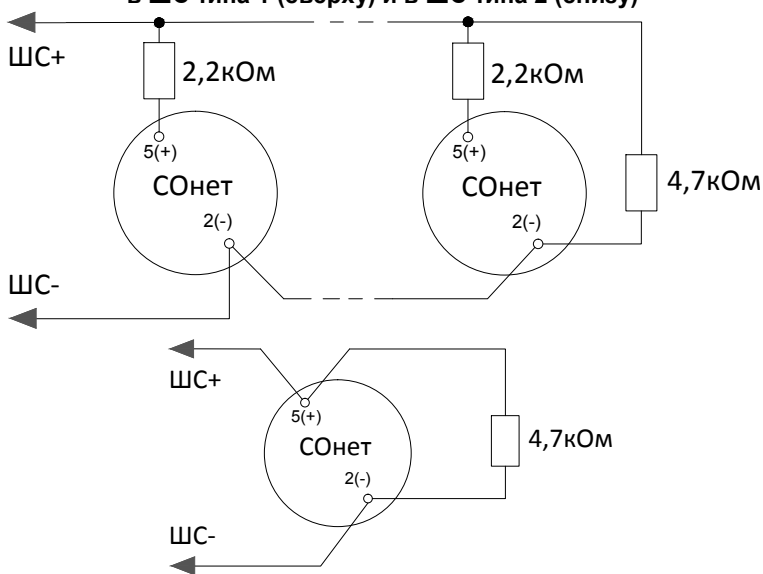 в ШС типа 1 (сверху) и в ШС типа 2 (снизу)
ШС+
2,2кОм
2,2кОм
5(+)
5(+)
4,7кОм
СОнет
СОнет
2(-)
2(-)
ШС-
ШС+
5(+)
СОнет
4,7кОм
2(-)
ШС-